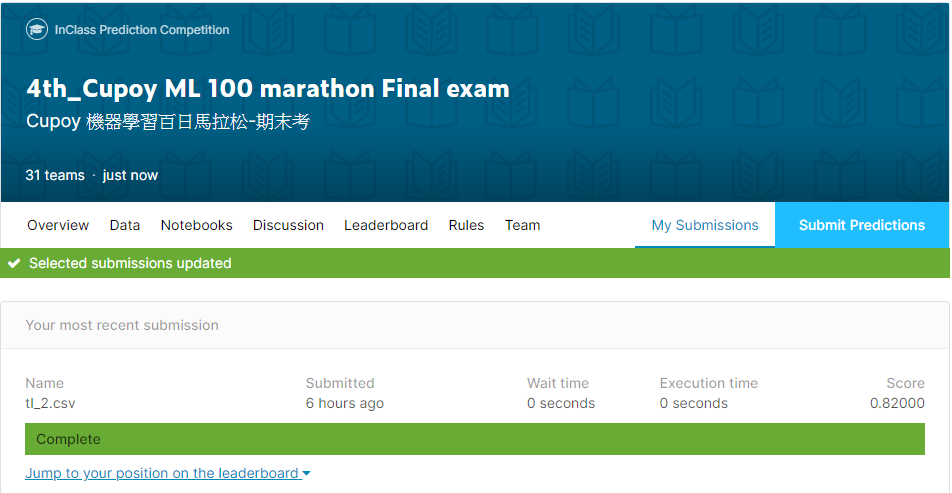 InClass Prediction Competition
4th_Cupoy ML 100 marathon Final exam
Cupoy 機器學習百日馬拉松-期末考
31 teams · just now
Overview Data Notebooks Discussion Leaderboard Rules Team My Submissions Submit Predictions
Selected submissions updated
Your most recent submission
Name Submitted Wait time Execution time Score
tl_2.csv 6 hours ago 0 seconds 0 seconds 0.82000
Complete
Jump to your position on the leaderboard